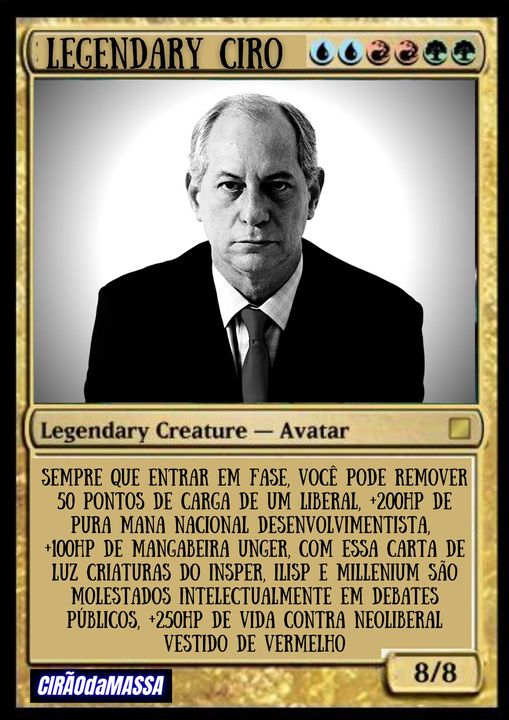 LEGENDARY CIRO
Legendary Creature — Avatar
SEMPRE QUE ENTRAR EM FASE, VOCÊ PODE REMOVER
50 PONTOS DE CARGA DE UM LIBERAL, +200HP DE
PURA MANA NACIONAL DESENVOLVIMENTISTA,
+100HP DE MANGABEIRA UNGER, COM ESSA CARTA DE
LUZ CRIATURAS DO INSPER, ILISP E MILLENIUM SÃO
MOLESTADOS INTELECTUALMENTE EM DEBATES
PÚBLICOS, +250HP DE VIDA CONTRA NEOLIBERAL
VESTIDO DE VERMELHO
8/8
CIRÃOdaMASSA